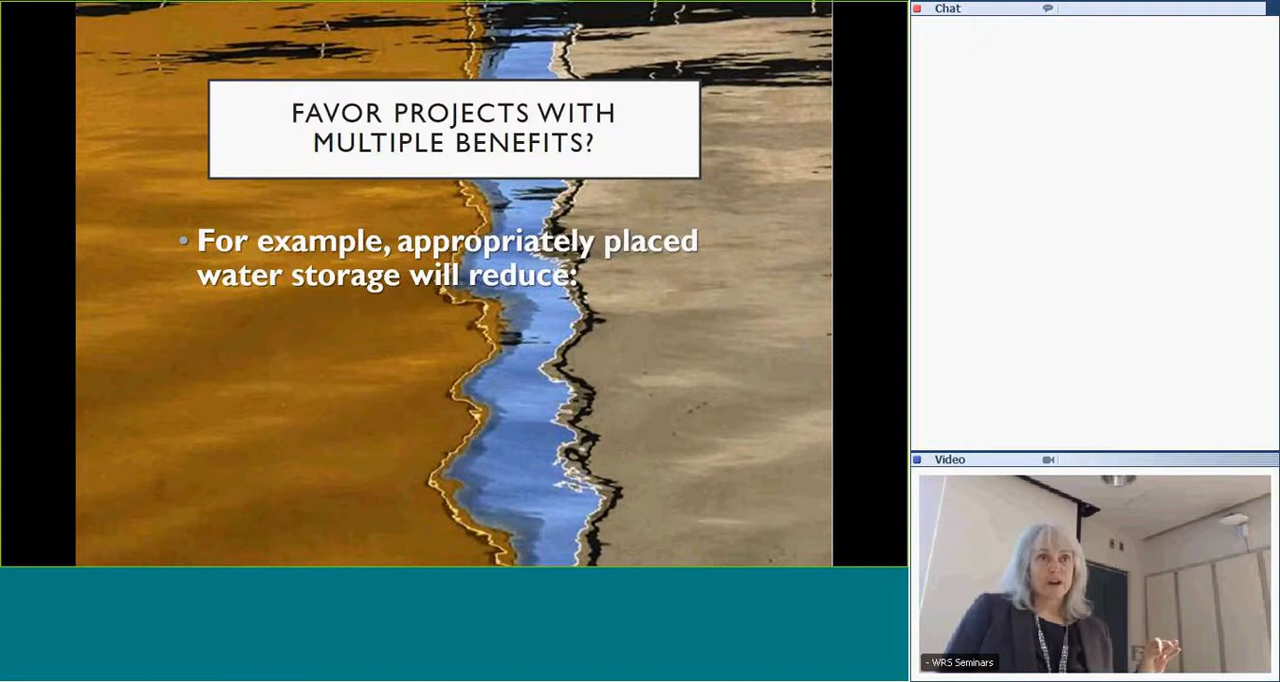 FAVOR PROJECTS WITH
MULTIPLE BENEFITS?
• For example, appropriately placed
water storage will reduce:
Chat
Video
- WRS Seminars